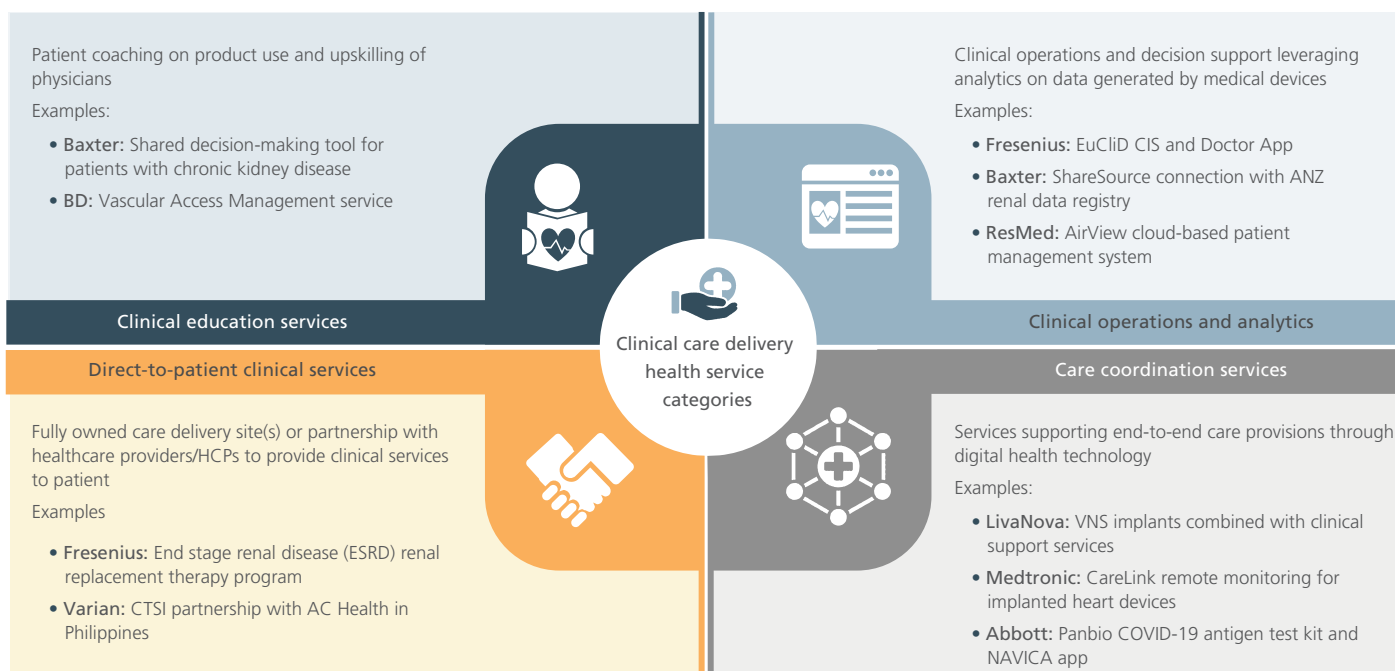 Patient coaching on product use and upskilling of
physicians
Examples:
• Baxter: Shared decision-making tool for
patients with chronic kidney disease
• BD: Vascular Access Management service
Clinical education services
Clinical operations and decision support leveraging
analytics on data generated by medical devices
Examples:
• Fresenius: EuCliD CIS and Doctor App
• Baxter: ShareSource connection with ANZ
renal data registry
• ResMed: AirView cloud-based patient
management system
Clinical operations and analytics
Clinical care delivery
health service
categories
Direct-to-patient clinical services
Fully owned care delivery site(s) or partnership with
healthcare providers/HCPs to provide clinical services
to patient
Examples
• Fresenius: End stage renal disease (ESRD) renal
replacement therapy program
• Varian: CTSI partnership with AC Health in
Philippines
Care coordination services
Services supporting end-to-end care provisions through
digital health technology
Examples:
• LivaNova: VNS implants combined with clinical
support services
• Medtronic: CareLink remote monitoring for
implanted heart devices
• Abbott: Panbio COVID-19 antigen test kit and
NAVICA app